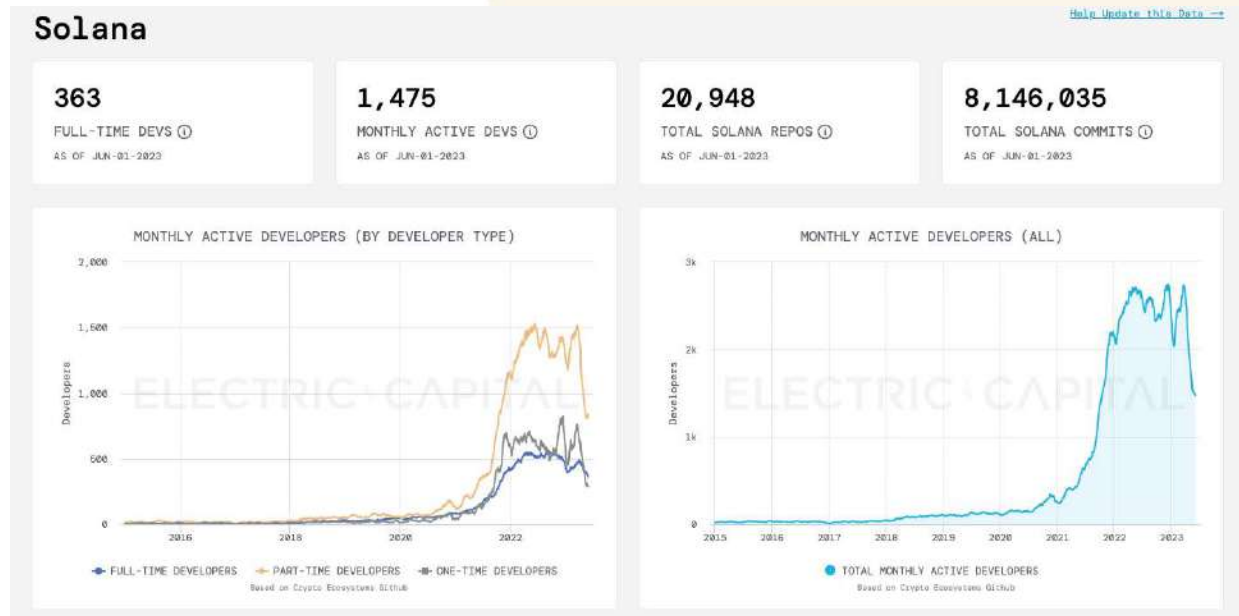 Help Update this Data →
Solana
363
FULL-TIME DEVS
AS OF JUN-01-2023
1,475
MONTHLY ACTIVE DEVS
AS OF JUN-01-2023
20,948
TOTAL SOLANA REPOS
AS OF JUN-01-2023
8,146,035
TOTAL SOLANA COMMITS
AS OF JUN-01-2023
MONTHLY ACTIVE DEVELOPERS (BY DEVELOPER TYPE)
2,000
1,500
1,000
500
0
Developers
ELECTRIC CAPITAL
2016
2018
2020
2022
FULL-TIME DEVELOPERS
PART-TIME DEVELOPERS
ONE-TIME DEVELOPERS
Based on Crypto Ecosystems Github
MONTHLY ACTIVE DEVELOPERS (ALL)
3k
2k
1k
0
Developers
ELECTRIC CAPITAL
2015
2016
2017
2018
2019
2020
2021
2022
2023
TOTAL MONTHLY ACTIVE DEVELOPERS
Based on Crypto Ecosystems Github